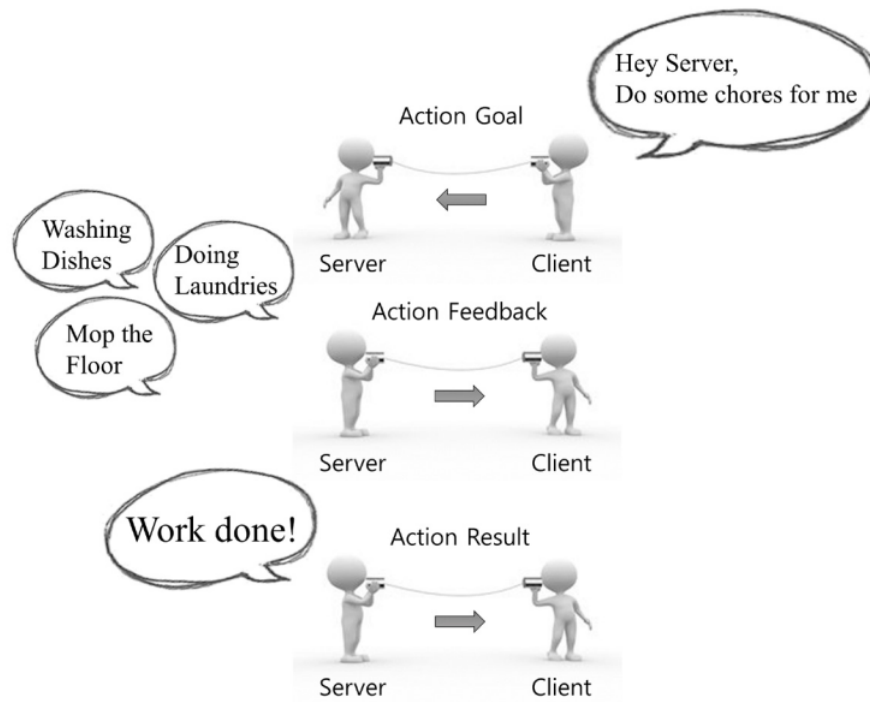 Hey Server,
Do some chores for me
Action Goal
Server
Client
Washing
Dishes
Doing
Laundries
Mop the
Floor
Action Feedback
Server
Client
Work done!
Action Result
Server
Client